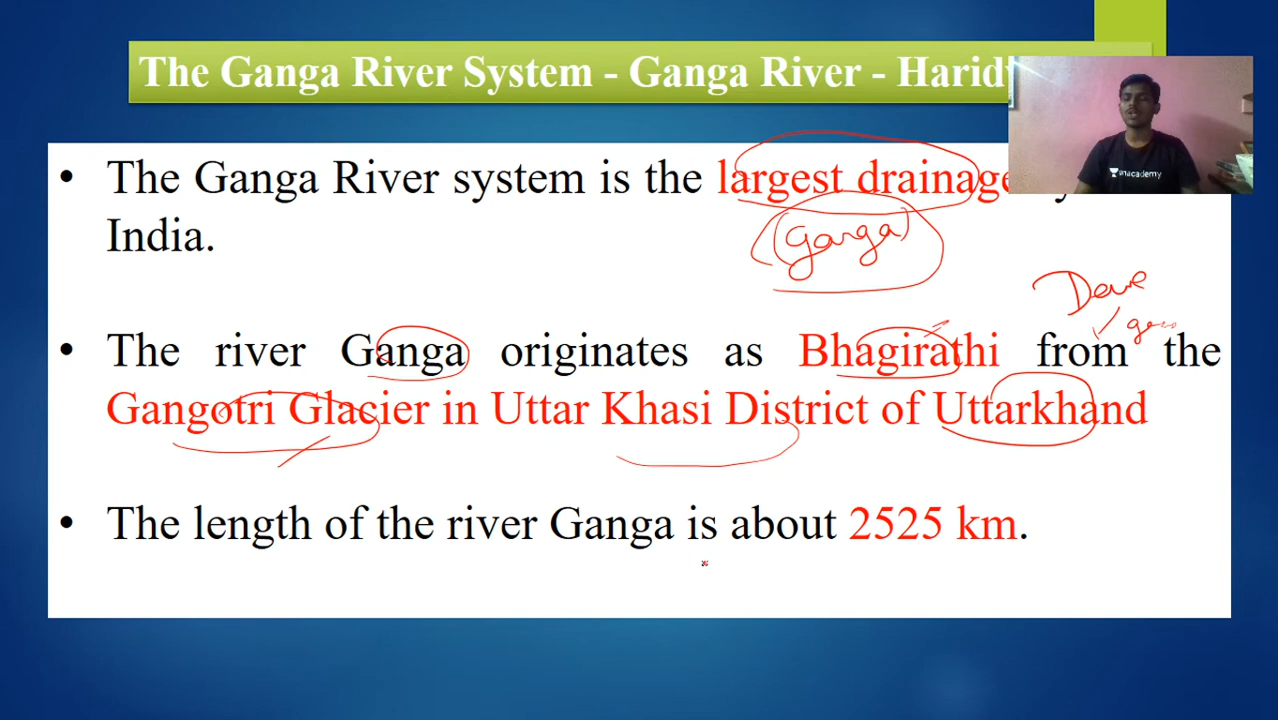 The Ganga River System - Ganga River - Harid
• The Ganga River system is the largest drainage
unacademy
India.
(Ganga)
• The river Ganga originates as Bhagirathi from the
Gangotri Glacier in Uttar Khasi District of Uttarkhand
• The length of the river Ganga is about 2525 km.